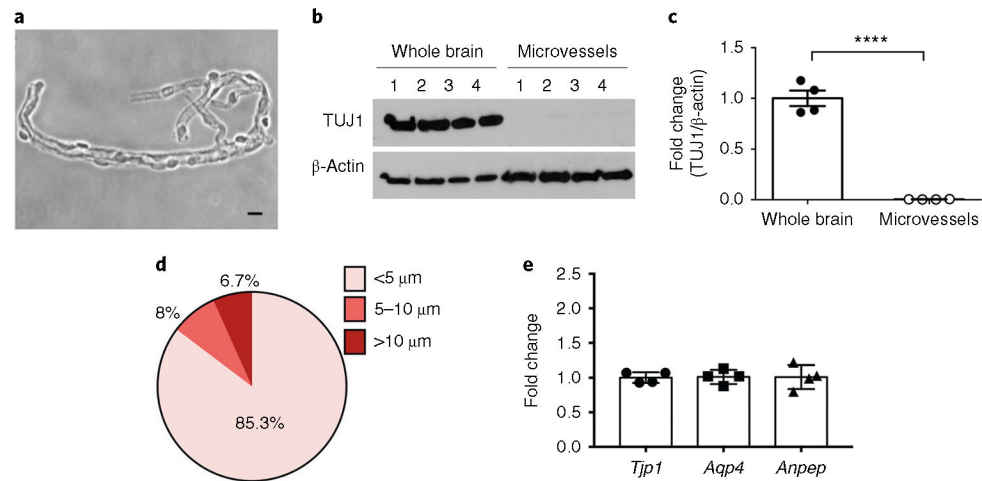 a
b
Whole brain Microvessels
1 2 3 4 1 2 3 4
TUJ1
β-Actin
c
Fold change
(TUJ1/β-actin)
1.5
1.0
0.5
0.0
****
Whole brain Microvessels
d
6.7%
8%
85.3%
<5 μm
5–10 μm
>10 μm
e
Fold change
2.5
2.0
1.5
1.0
0.5
0.0
Tjp1 Aqp4 Anpep